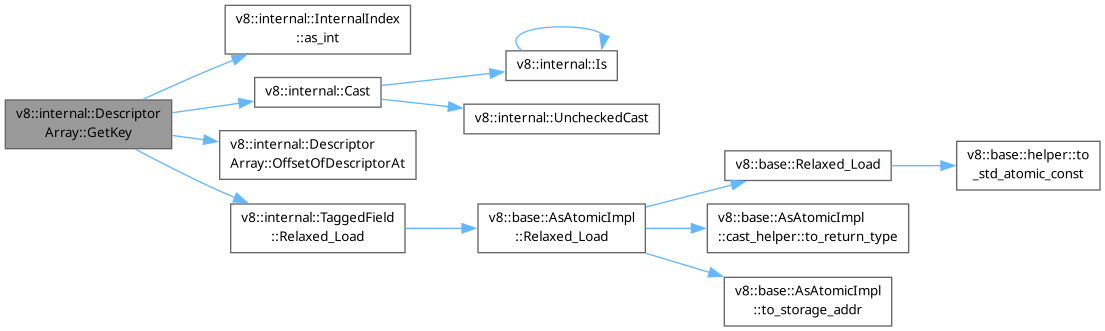 v8::internal::Descriptor
Array::GetKey
v8::internal::InternalIndex
::as_int
v8::internal::Cast
v8::internal::Is
v8::internal::UncheckedCast
v8::internal::Descriptor
Array::OffsetOfDescriptorAt
v8::internal::TaggedField
::Relaxed_Load
v8::base::AsAtomicImpl
::Relaxed_Load
v8::base::Relaxed_Load
v8::base::helper::to
_std_atomic_const
v8::base::AsAtomicImpl
::cast_helper::to_return_type
v8::base::AsAtomicImpl
::to_storage_addr